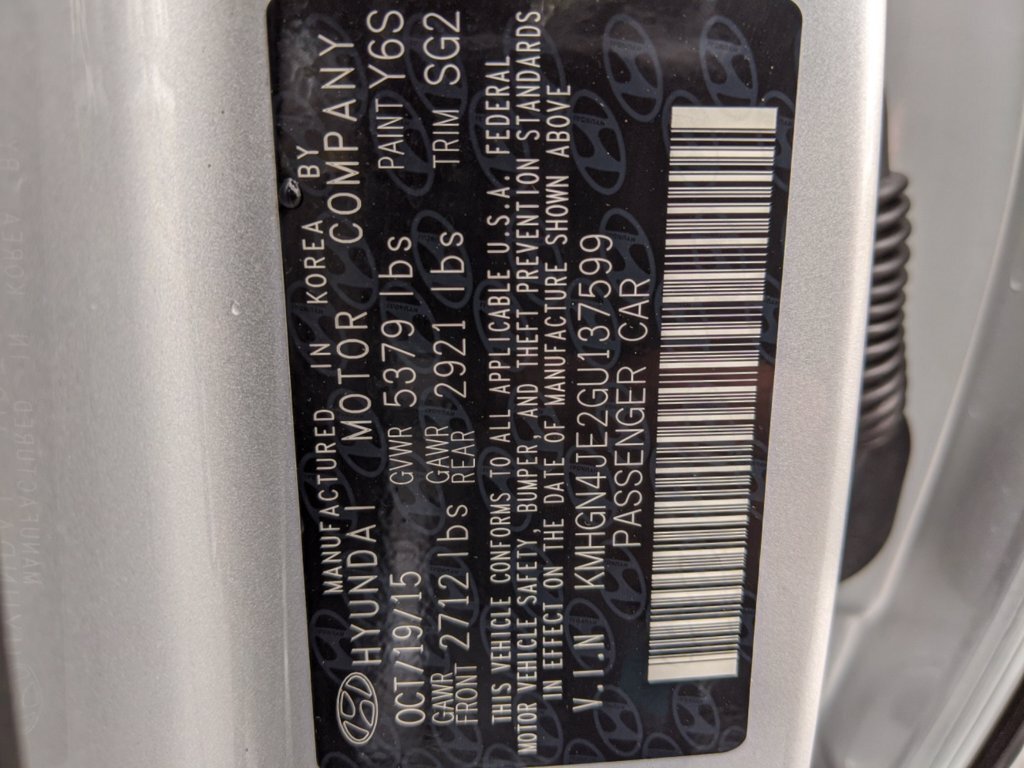 MANUFACTURED IN KOREA BY
HYUNDAI MOTOR COMPANY
OCT/19/15 GVWR 5379 lbs PAINT Y6S
GAWR FRONT 2712 lbs GAWR REAR 2921 lbs TRIM SG2
THIS VEHICLE CONFORMS TO ALL APPLICABLE U.S.A. FEDERAL
MOTOR VEHICLE SAFETY, BUMPER, AND THEFT PREVENTION STANDARDS
IN EFFECT ON THE DATE OF MANUFACTURE SHOWN ABOVE
V.I.N KMHGN4JE2GU137599
PASSENGER CAR